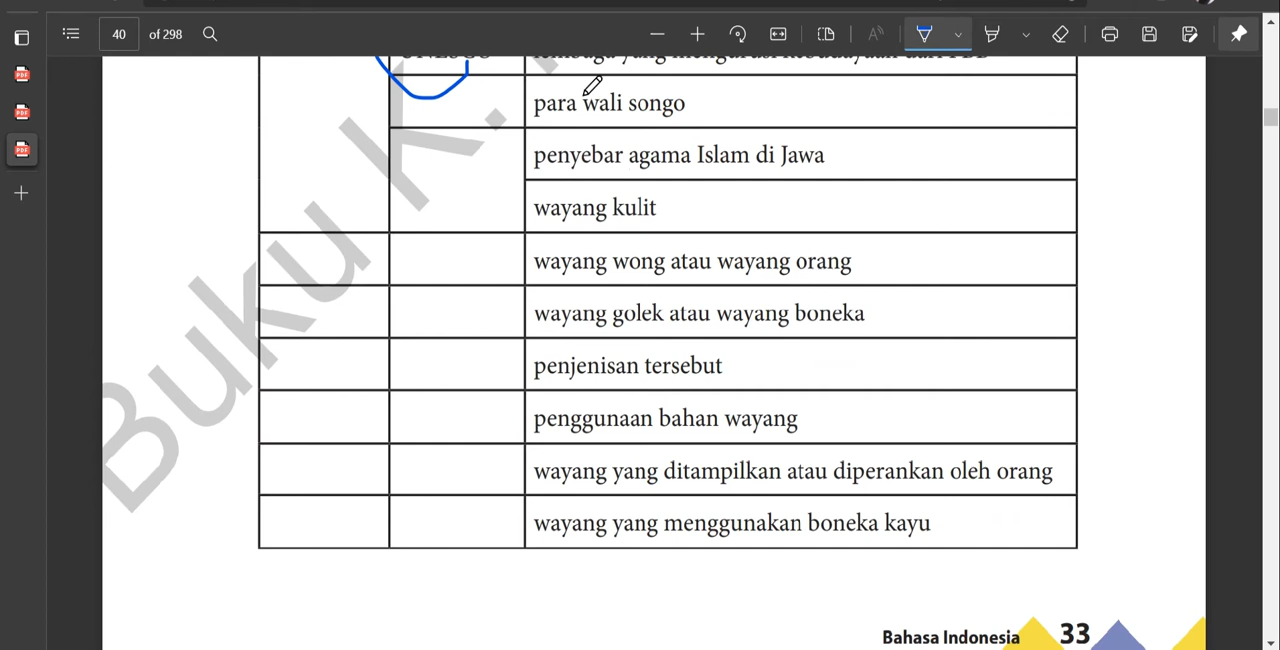 40 of 298
para wali songo
penyebar agama Islam di Jawa
wayang kulit
wayang wong atau wayang orang
wayang golek atau wayang boneka
penjenisan tersebut
penggunaan bahan wayang
wayang yang ditampilkan atau diperankan oleh orang
wayang yang menggunakan boneka kayu
Buku K.
Bahasa Indonesia 33